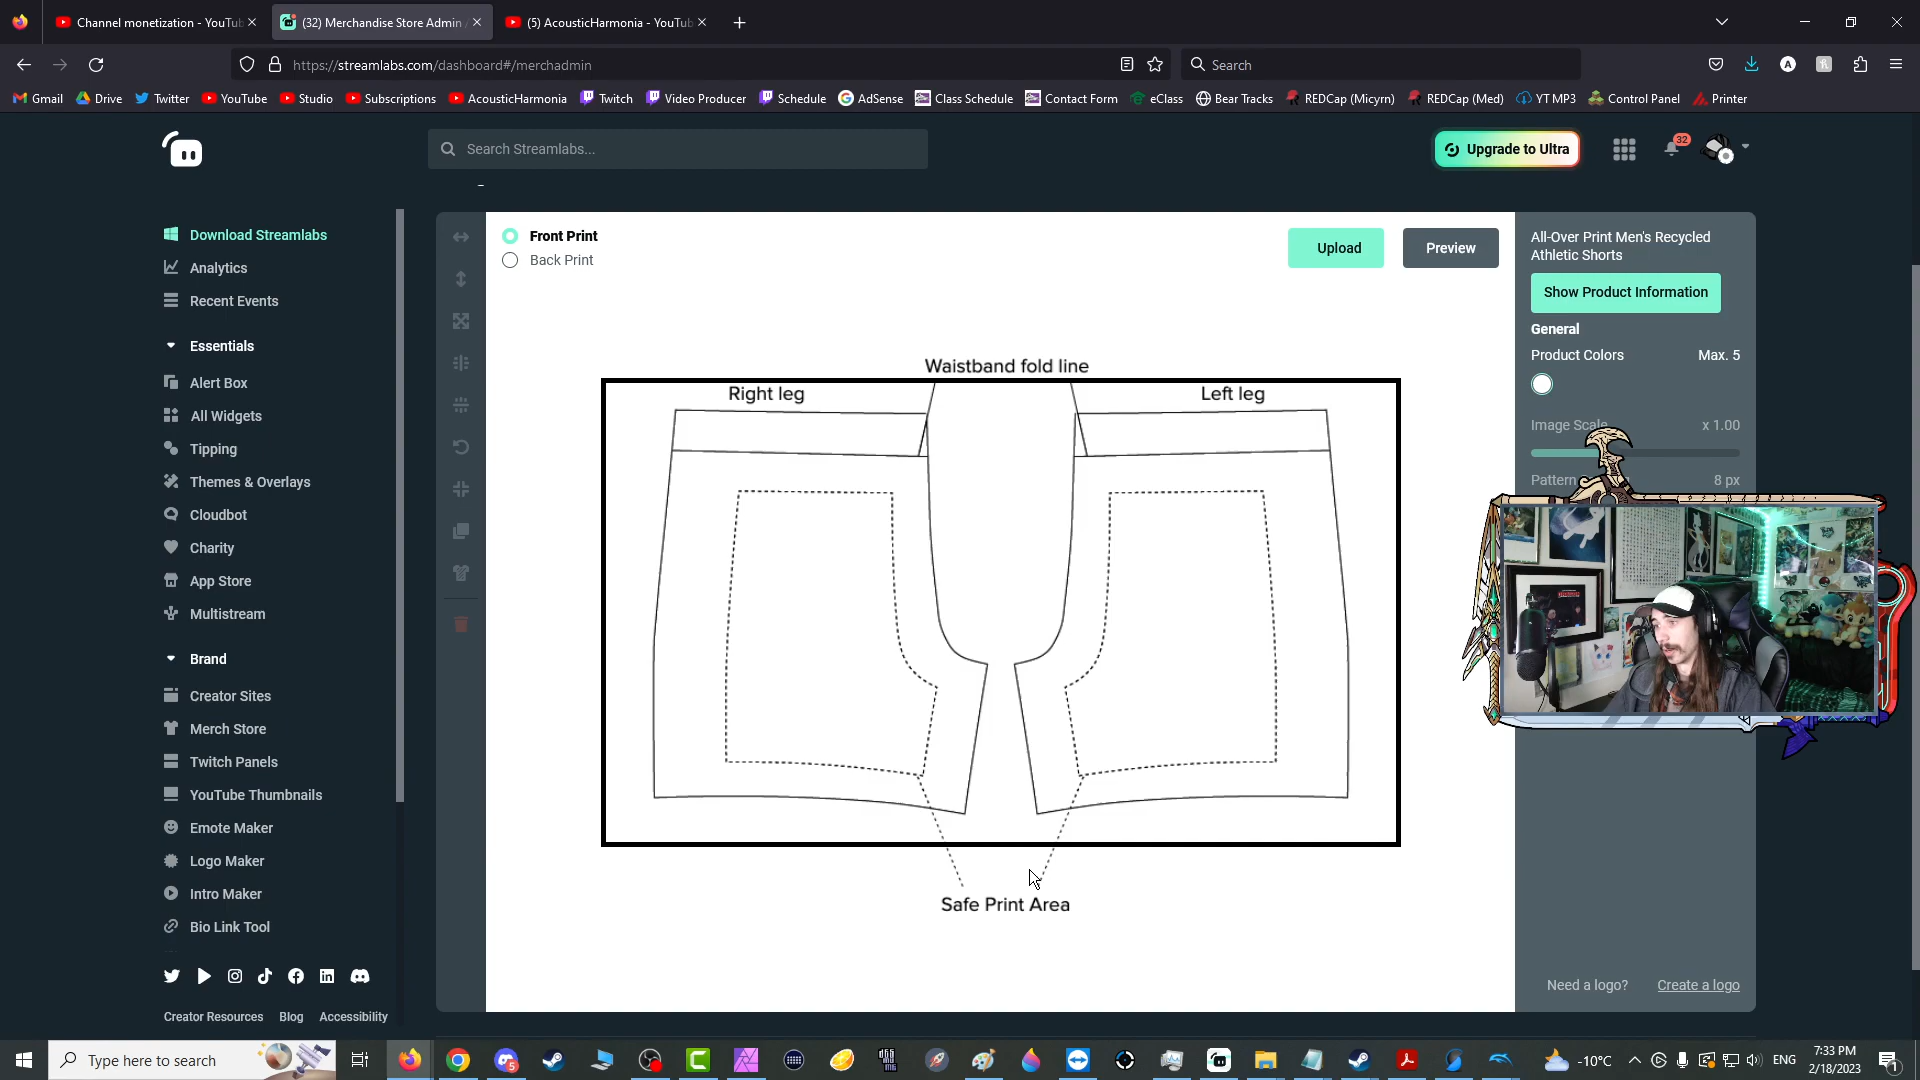 Channel monetization - YouTub
(32) Merchandise Store Admin
(5) AcousticHarmonia - YouTub
https://streamlabs.com/dashboard#/merchadmin
Search
Gmail
Drive
Twitter
YouTube
Studio
Subscriptions
AcousticHarmonia
Twitch
Video Producer
Schedule
AdSense
Class Schedule
Contact Form
eClass
Bear Tracks
REDCap (Micyrn)
REDCap (Med)
YT MP3
Control Panel
Printer
Search Streamlabs...
Upgrade to Ultra
32
Download Streamlabs
Analytics
Recent Events
Essentials
Alert Box
All Widgets
Tipping
Themes & Overlays
Cloudbot
Charity
App Store
Multistream
Brand
Creator Sites
Merch Store
Twitch Panels
YouTube Thumbnails
Emote Maker
Logo Maker
Intro Maker
Bio Link Tool
Creator Resources
Blog
Accessibility
Front Print
Back Print
Upload
Preview
Waistband fold line
Right leg
Left leg
Safe Print Area
All-Over Print Men's Recycled
Athletic Shorts
Show Product Information
General
Product Colors
Max. 5
Image Scale
x 1.00
Pattern
8 px
Need a logo?
Create a logo
Type here to search
5
-10°C
ENG
7:33 PM
2/18/2023
1